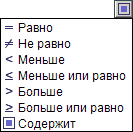 = Равно
≠ Не равно
< Меньше
≤ Меньше или равно
> Больше
≥ Больше или равно
Содержит